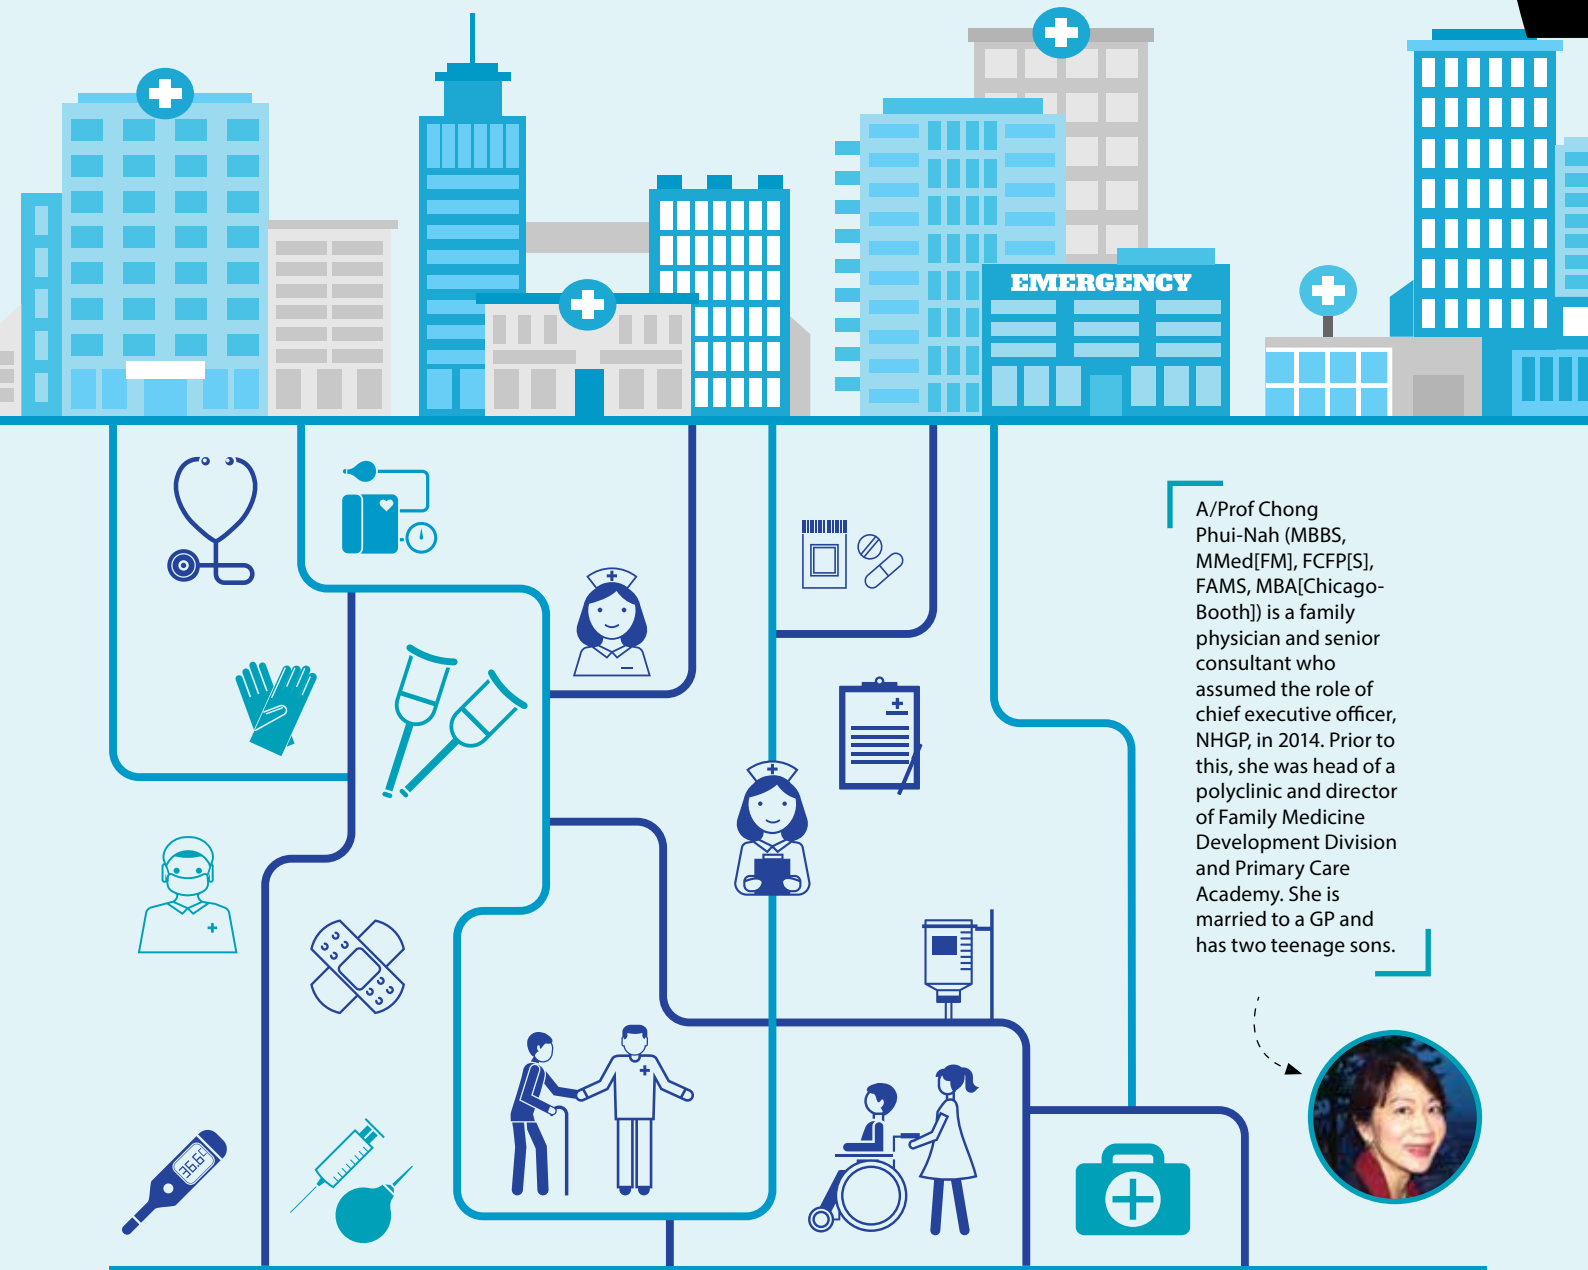 EMERGENCY
A/Prof Chong
Phui-Nah (MBBS,
MMed[FM], FCFP[S],
FAMS, MBA[Chicago-
Booth]) is a family
physician and senior
consultant who
assumed the role of
chief executive officer,
NHGP, in 2014. Prior to
this, she was head of a
polyclinic and director
of Family Medicine
Development Division
and Primary Care
Academy. She is
married to a GP and
has two teenage sons.
36.6c